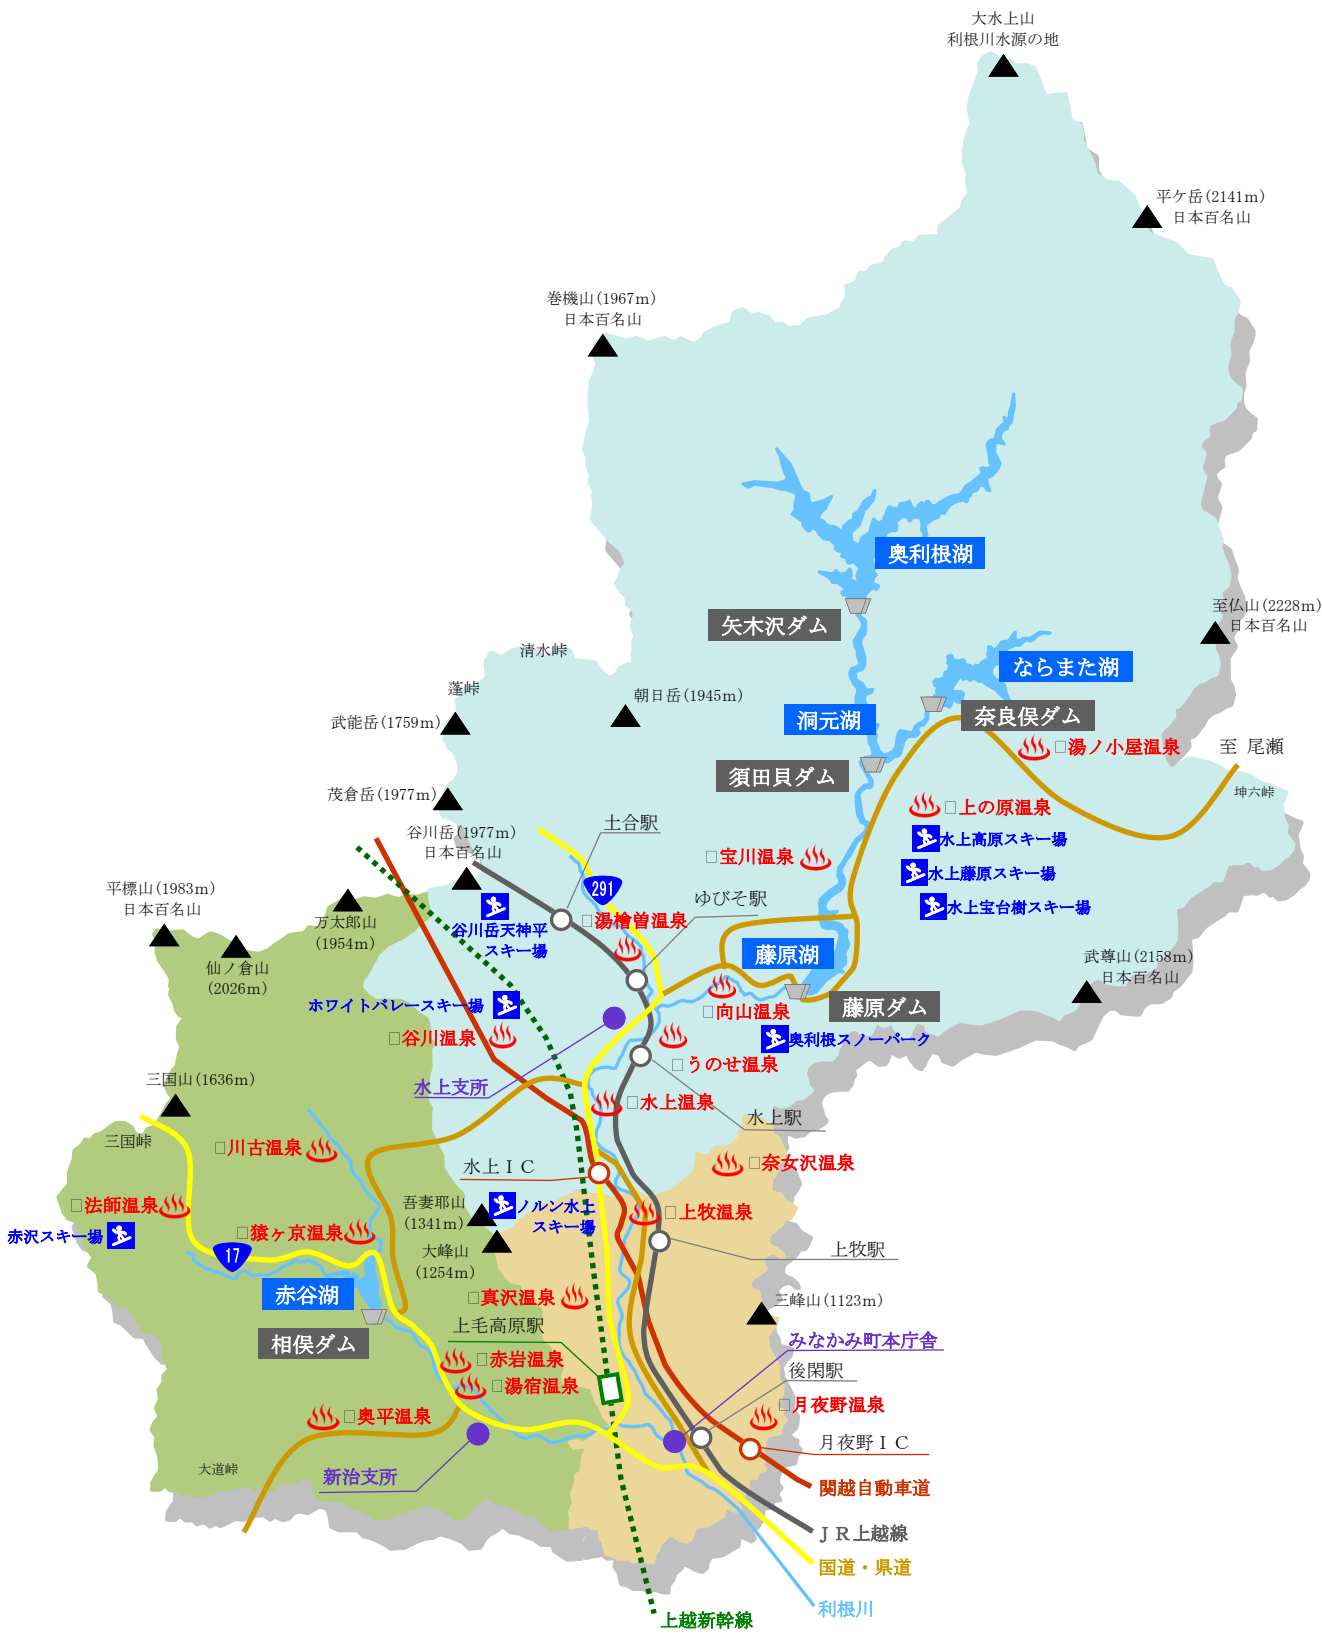 大水上山
利根川水源の地
平ケ岳(2141m)
日本百名山
巻機山(1967m)
日本百名山
奥利根湖
矢木沢ダム
至仏山(2228m)
日本百名山
清水峠
ならまた湖
蓬峠
朝日岳(1945m)
武能岳(1759m)
洞元湖
奈良俣ダム
湯ノ小屋温泉
至 尾瀬
須田貝ダム
坤六峠
茂倉岳(1977m)
上の原温泉
谷川岳(1977m)
日本百名山
土合駅
水上高原スキー場
宝川温泉
水上藤原スキー場
平標山(1983m)
日本百名山
291
ゆびそ駅
水上宝台樹スキー場
万太郎山
(1954m)
谷川岳天神平
スキー場
湯檜曽温泉
藤原湖
武尊山(2158m)
日本百名山
仙ノ倉山
(2026m)
ホワイトバレースキー場
藤原ダム
向山温泉
谷川温泉
奥利根スノーパーク
うのせ温泉
三国山(1636m)
水上支所
水上温泉
水上駅
三国峠
川古温泉
水上IC
奈女沢温泉
法師温泉
吾妻耶山
(1341m)
ノルン水上
スキー場
上牧温泉
赤沢スキー場
猿ヶ京温泉
17
大峰山
(1254m)
上牧駅
赤谷湖
真沢温泉
三峰山(1123m)
相俣ダム
上毛高原駅
みなかみ町本庁舎
赤岩温泉
後閑駅
湯宿温泉
奥平温泉
月夜野温泉
月夜野IC
大道峠
新治支所
関越自動車道
JR上越線
国道・県道
利根川
上越新幹線